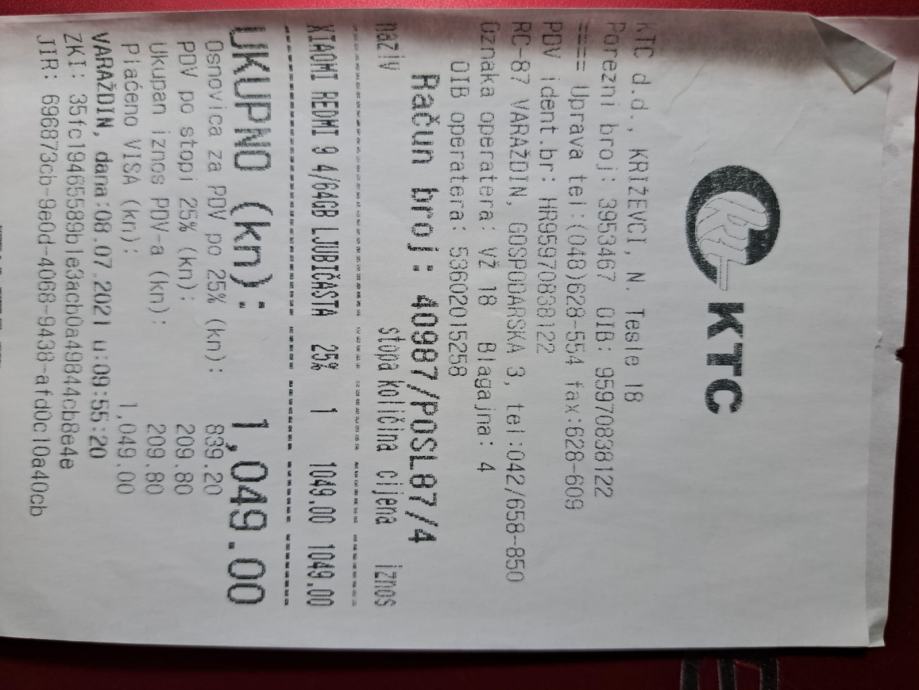 KTC
KTC d.d., KRIŽEVCI, N. Tesle 18
Porezni broj: 3953467 OIB: 95970838122
==== Uprava tel:(048)628-554 fax:628-609
PDV ident.br: HR95970838122
RC-87 VARAŽDIN, GOSPODARSKA 3, tel:042/658-850
Oznaka operatera: VŽ 18 Blagajna: 4
OIB operatera: 53602015258
Račun broj: 40987/POSL87/4
naziv stopa količina cijena iznos
XIAOMI REDMI 9 4/64GB LJUBIČASTA 25% 1 1049.00 1049.00
UKUPNO (kn): 1,049.00
Osnovica za PDV po 25% (kn): 839.20
PDV po stopi 25% (kn): 209.80
Ukupan iznos PDV-a (kn): 209.80
Plaćeno VISA (kn): 1,049.00
VARAŽDIN, dana:08.07.2021 u:09:55:20
ZKI: 35fc19465589b1e3acb0a49844cb8e4e
JIR: 696873cb-9e0d-4068-9438-afd0c10a40cb